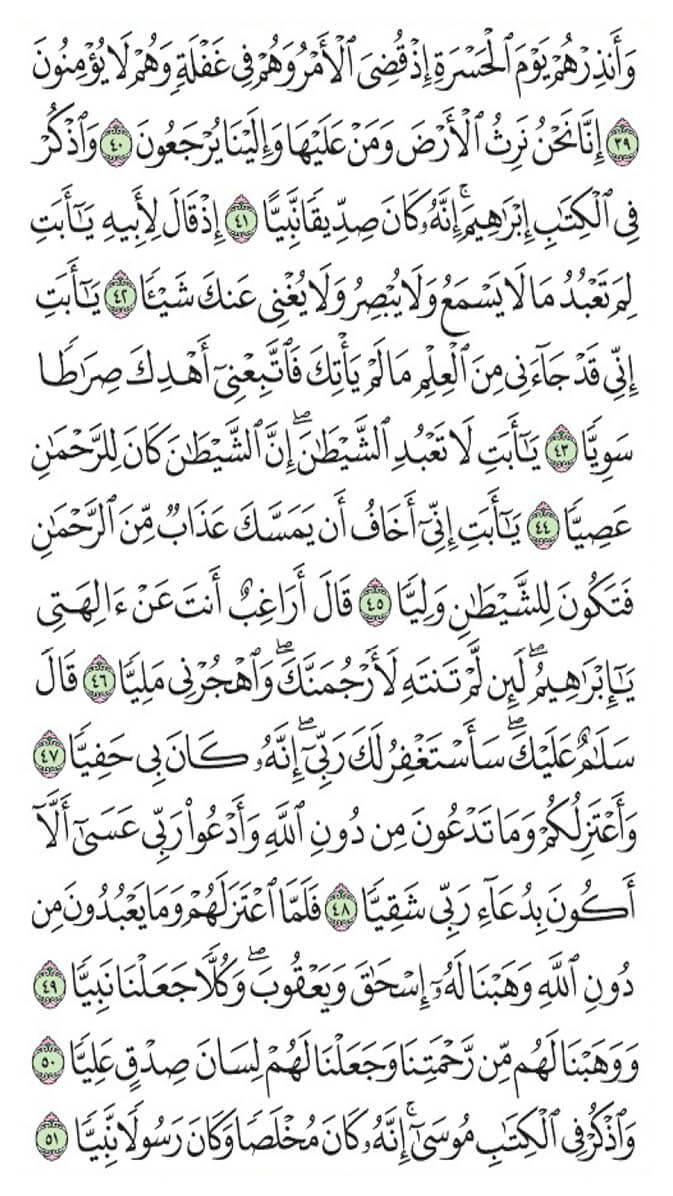 وَأَنذِرْهُمْ يَوْمَ ٱلْحَسْرَةِ إِذْ قُضِىَ ٱلْأَمْرُ وَهُمْ فِى غَفْلَةٍ وَهُمْ لَا يُؤْمِنُونَ
٣٩ إِنَّا نَحْنُ نَرِثُ ٱلْأَرْضَ وَمَنْ عَلَيْهَا وَإِلَيْنَا يُرْجَعُونَ ٤٠ وَٱذْكُرْ
فِى ٱلْكِتَٰبِ إِبْرَٰهِيمَۚ إِنَّهُۥ كَانَ صِدِّيقًا نَّبِيًّا ٤١ إِذْ قَالَ لِأَبِيهِ يَٰٓأَبَتِ
لِمَ تَعْبُدُ مَا لَا يَسْمَعُ وَلَا يُبْصِرُ وَلَا يُغْنِى عَنكَ شَيْـًٔا ٤٢ يَٰٓأَبَتِ
إِنِّى قَدْ جَآءَنِى مِنَ ٱلْعِلْمِ مَا لَمْ يَأْتِكَ فَٱتَّبِعْنِىٓ أَهْدِكَ صِرَٰطًا
سَوِيًّا ٤٣ يَٰٓأَبَتِ لَا تَعْبُدِ ٱلشَّيْطَٰنَۖ إِنَّ ٱلشَّيْطَٰنَ كَانَ لِلرَّحْمَٰنِ
عَصِيًّا ٤٤ يَٰٓأَبَتِ إِنِّىٓ أَخَافُ أَن يَمَسَّكَ عَذَابٌ مِّنَ ٱلرَّحْمَٰنِ
فَتَكُونَ لِلشَّيْطَٰنِ وَلِيًّا ٤٥ قَالَ أَرَاغِبٌ أَنتَ عَنْ ءَالِهَتِى
يَٰٓإِبْرَٰهِيمُۖ لَئِن لَّمْ تَنتَهِ لَأَرْجُمَنَّكَۖ وَٱهْجُرْنِى مَلِيًّا ٤٦ قَالَ
سَلَٰمٌ عَلَيْكَۖ سَأَسْتَغْفِرُ لَكَ رَبِّىٓۖ إِنَّهُۥ كَانَ بِى حَفِيًّا ٤٧
وَأَعْتَزِلُكُمْ وَمَا تَدْعُونَ مِن دُونِ ٱللَّهِ وَأَدْعُوا۟ رَبِّى عَسَىٰٓ أَلَّآ
أَكُونَ بِدُعَآءِ رَبِّى شَقِيًّا ٤٨ فَلَمَّا ٱعْتَزَلَهُمْ وَمَا يَعْبُدُونَ مِن
دُونِ ٱللَّهِ وَهَبْنَا لَهُۥٓ إِسْحَٰقَ وَيَعْقُوبَۖ وَكُلًّا جَعَلْنَا نَبِيًّا ٤٩
وَوَهَبْنَا لَهُم مِّن رَّحْمَتِنَا وَجَعَلْنَا لَهُمْ لِسَانَ صِدْقٍ عَلِيًّا ٥٠
وَٱذْكُرْ فِى ٱلْكِتَٰبِ مُوسَىٰٓۚ إِنَّهُۥ كَانَ مُخْلَصًا وَكَانَ رَسُولًا نَّبِيًّا ٥١